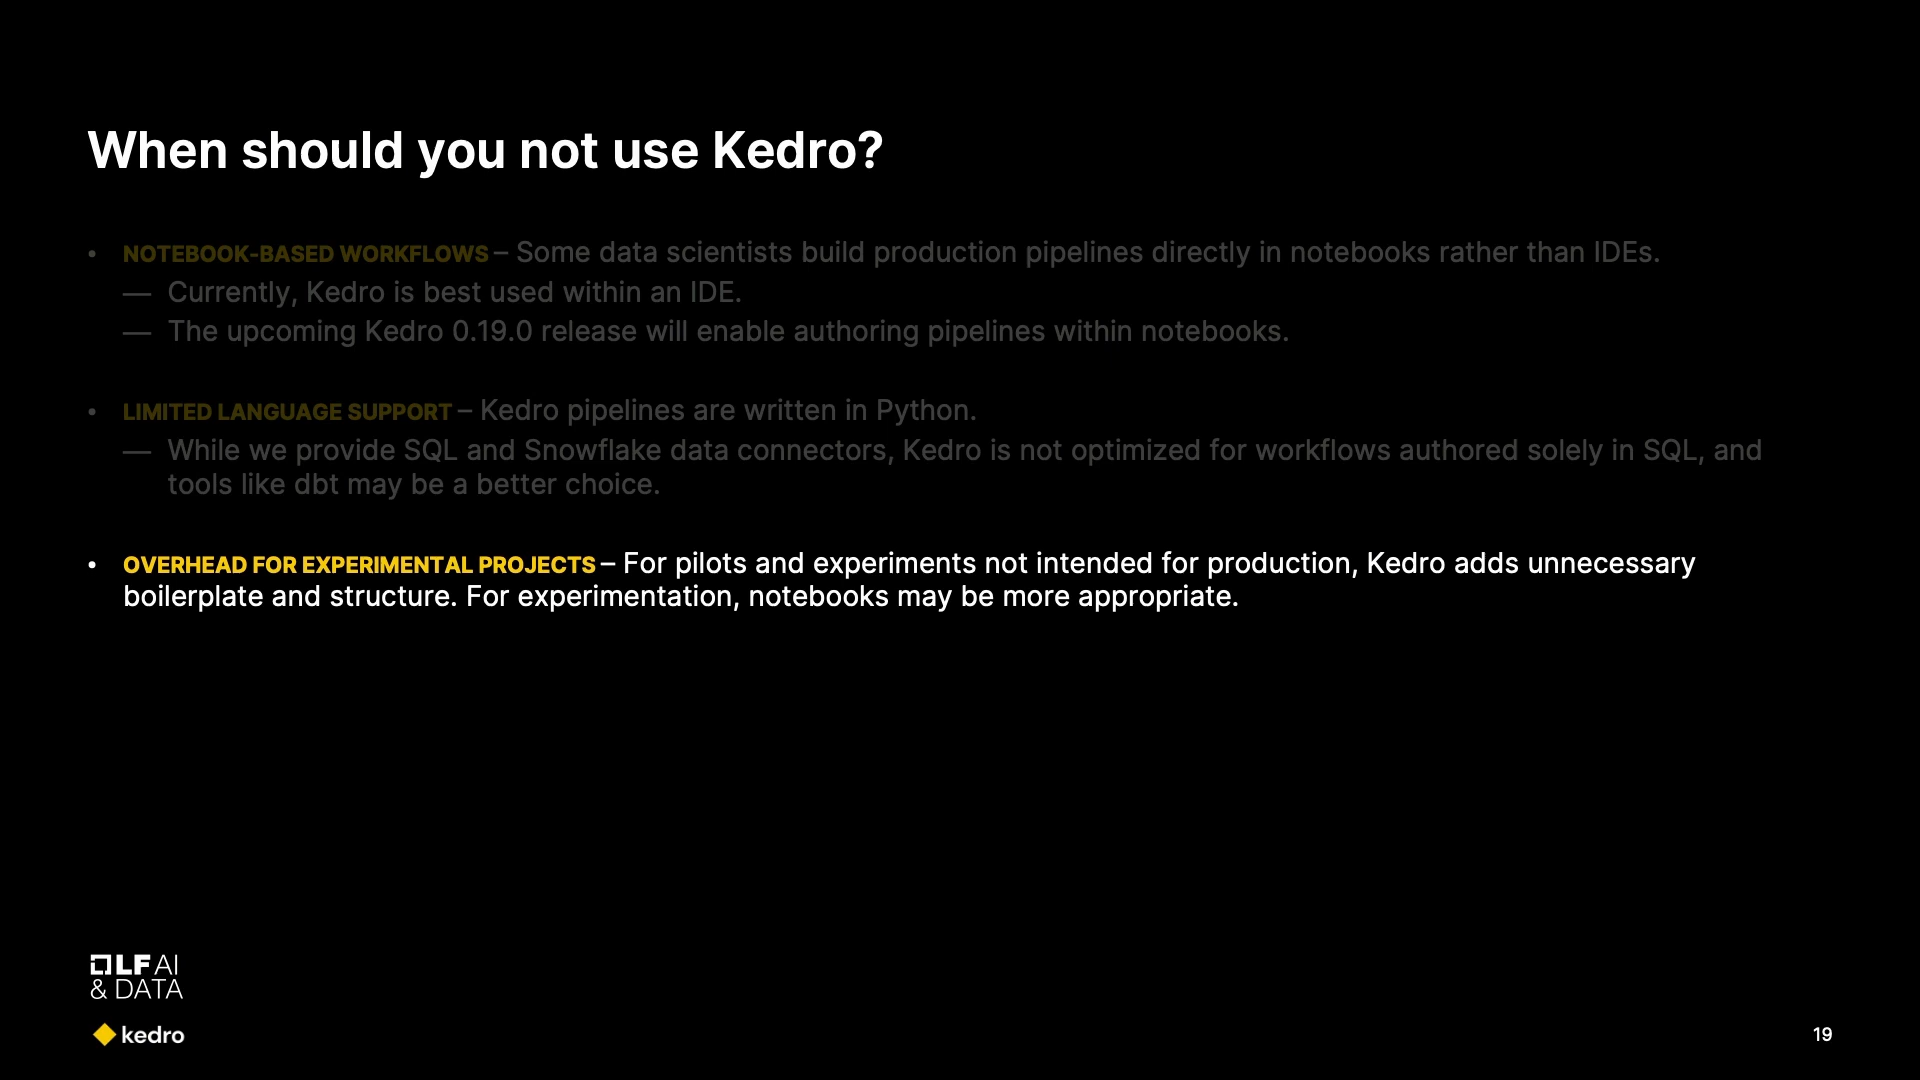 When should you not use Kedro?
• NOTEBOOK-BASED WORKFLOWS – Some data scientists build production pipelines directly in notebooks rather than IDEs.
— Currently, Kedro is best used within an IDE.
— The upcoming Kedro 0.19.0 release will enable authoring pipelines within notebooks.
• LIMITED LANGUAGE SUPPORT – Kedro pipelines are written in Python.
— While we provide SQL and Snowflake data connectors, Kedro is not optimized for workflows authored solely in SQL, and
tools like dbt may be a better choice.
• OVERHEAD FOR EXPERIMENTAL PROJECTS – For pilots and experiments not intended for production, Kedro adds unnecessary
boilerplate and structure. For experimentation, notebooks may be more appropriate.
LF AI
& DATA
kedro
19